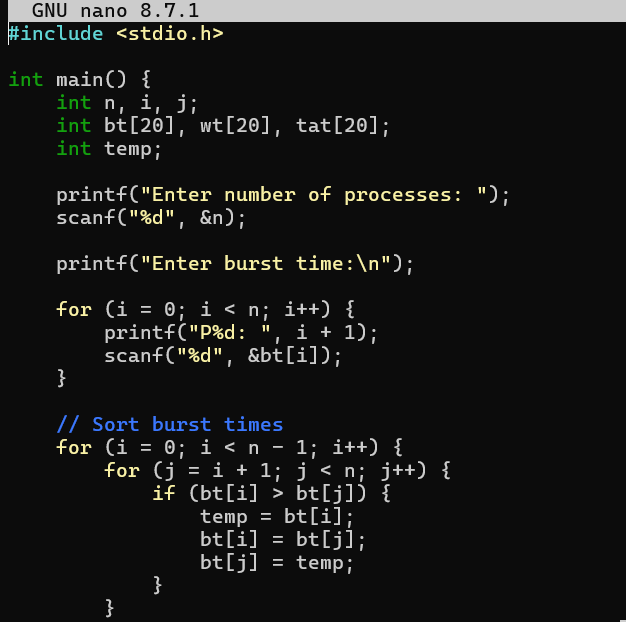 GNU nano 8.7.1
#include <stdio.h>

int main() {
    int n, i, j;
    int bt[20], wt[20], tat[20];
    int temp;

    printf("Enter number of processes: ");
    scanf("%d", &n);

    printf("Enter burst time:\n");

    for (i = 0; i < n; i++) {
        printf("P%d: ", i + 1);
        scanf("%d", &bt[i]);
    }

    // Sort burst times
    for (i = 0; i < n - 1; i++) {
        for (j = i + 1; j < n; j++) {
            if (bt[i] > bt[j]) {
                temp = bt[i];
                bt[i] = bt[j];
                bt[j] = temp;
            }
        }